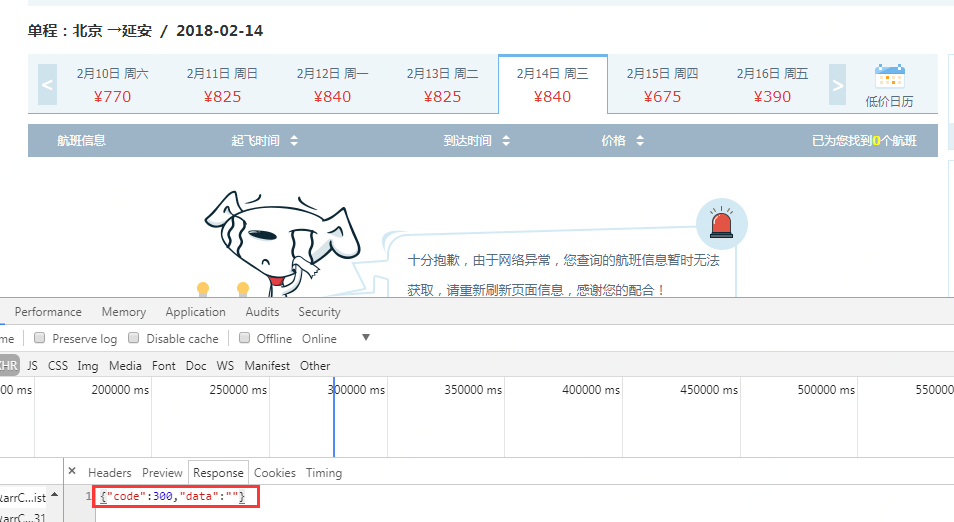 单程：北京 →延安 / 2018-02-14
< 2月10日 周六 2月11日 周日 2月12日 周一 2月13日 周二 2月14日 周三 2月15日 周四 2月16日 周五 >
¥770 ¥825 ¥840 ¥825 ¥840 ¥675 ¥390 低价日历
航班信息 起飞时间 到达时间 价格 已为您找到0个航班
十分抱歉，由于网络异常，您查询的航班信息暂时无法
获取，请重新刷新页面信息，感谢您的配合！
Performance Memory Application Audits Security
me Preserve log Disable cache Offline Online ▼
XHR JS CSS Img Media Font Doc WS Manifest Other
00 ms 200000 ms 250000 ms 300000 ms 350000 ms 400000 ms 450000 ms 500000 ms 550000
× Headers Preview Response Cookies Timing
&arrC...ist 1 {"code":300,"data":""}
&arrC...31